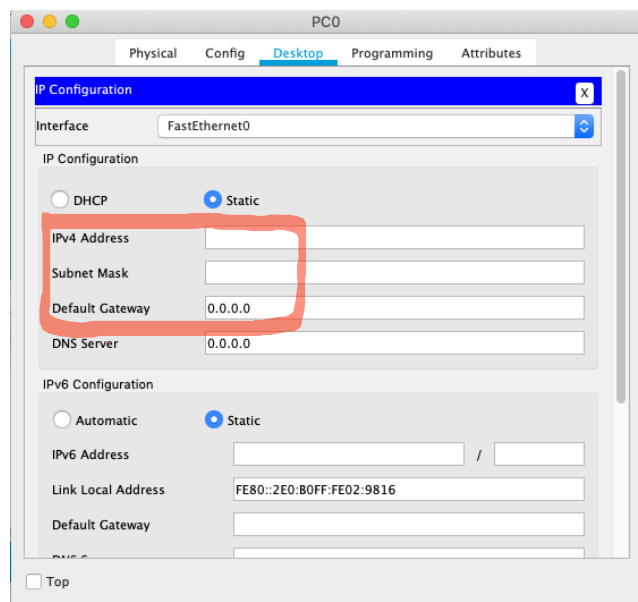 PC0
Physical Config Desktop Programming Attributes
IP Configuration X
Interface FastEthernet0
IP Configuration
DHCP Static
IPv4 Address
Subnet Mask
Default Gateway 0.0.0.0
DNS Server 0.0.0.0
IPv6 Configuration
Automatic Static
IPv6 Address /
Link Local Address FE80::2E0:B0FF:FE02:9816
Default Gateway
Top